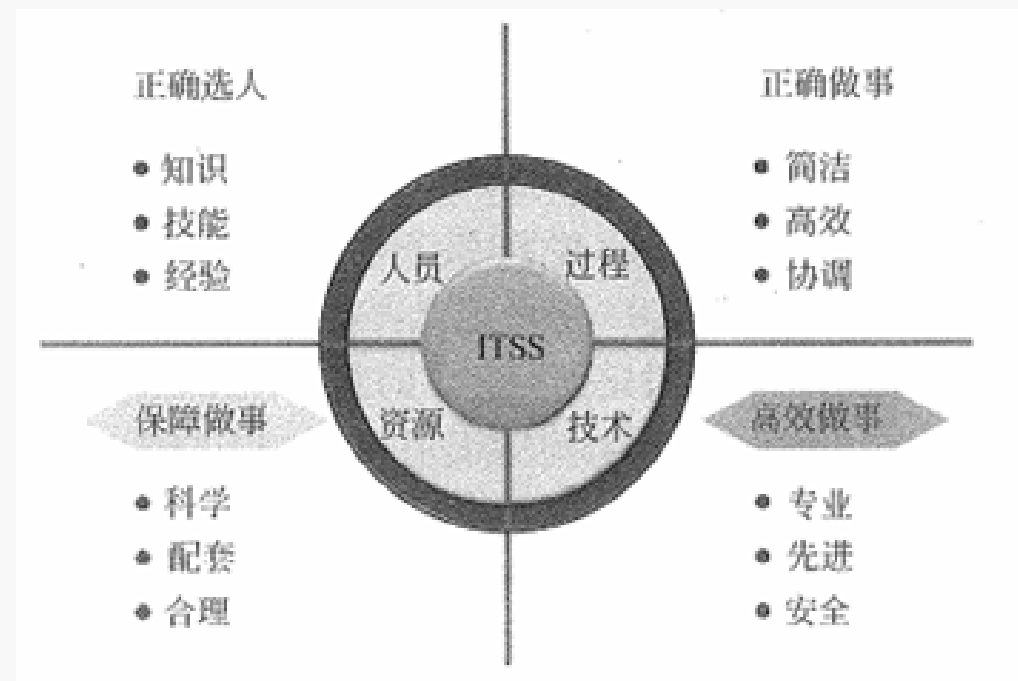 正确选人
知识
技能
经验
正确做事
简洁
高效
协调
人员
过程
ITSS
资源
技术
保障做事
科学
配套
合理
高效做事
专业
先进
安全